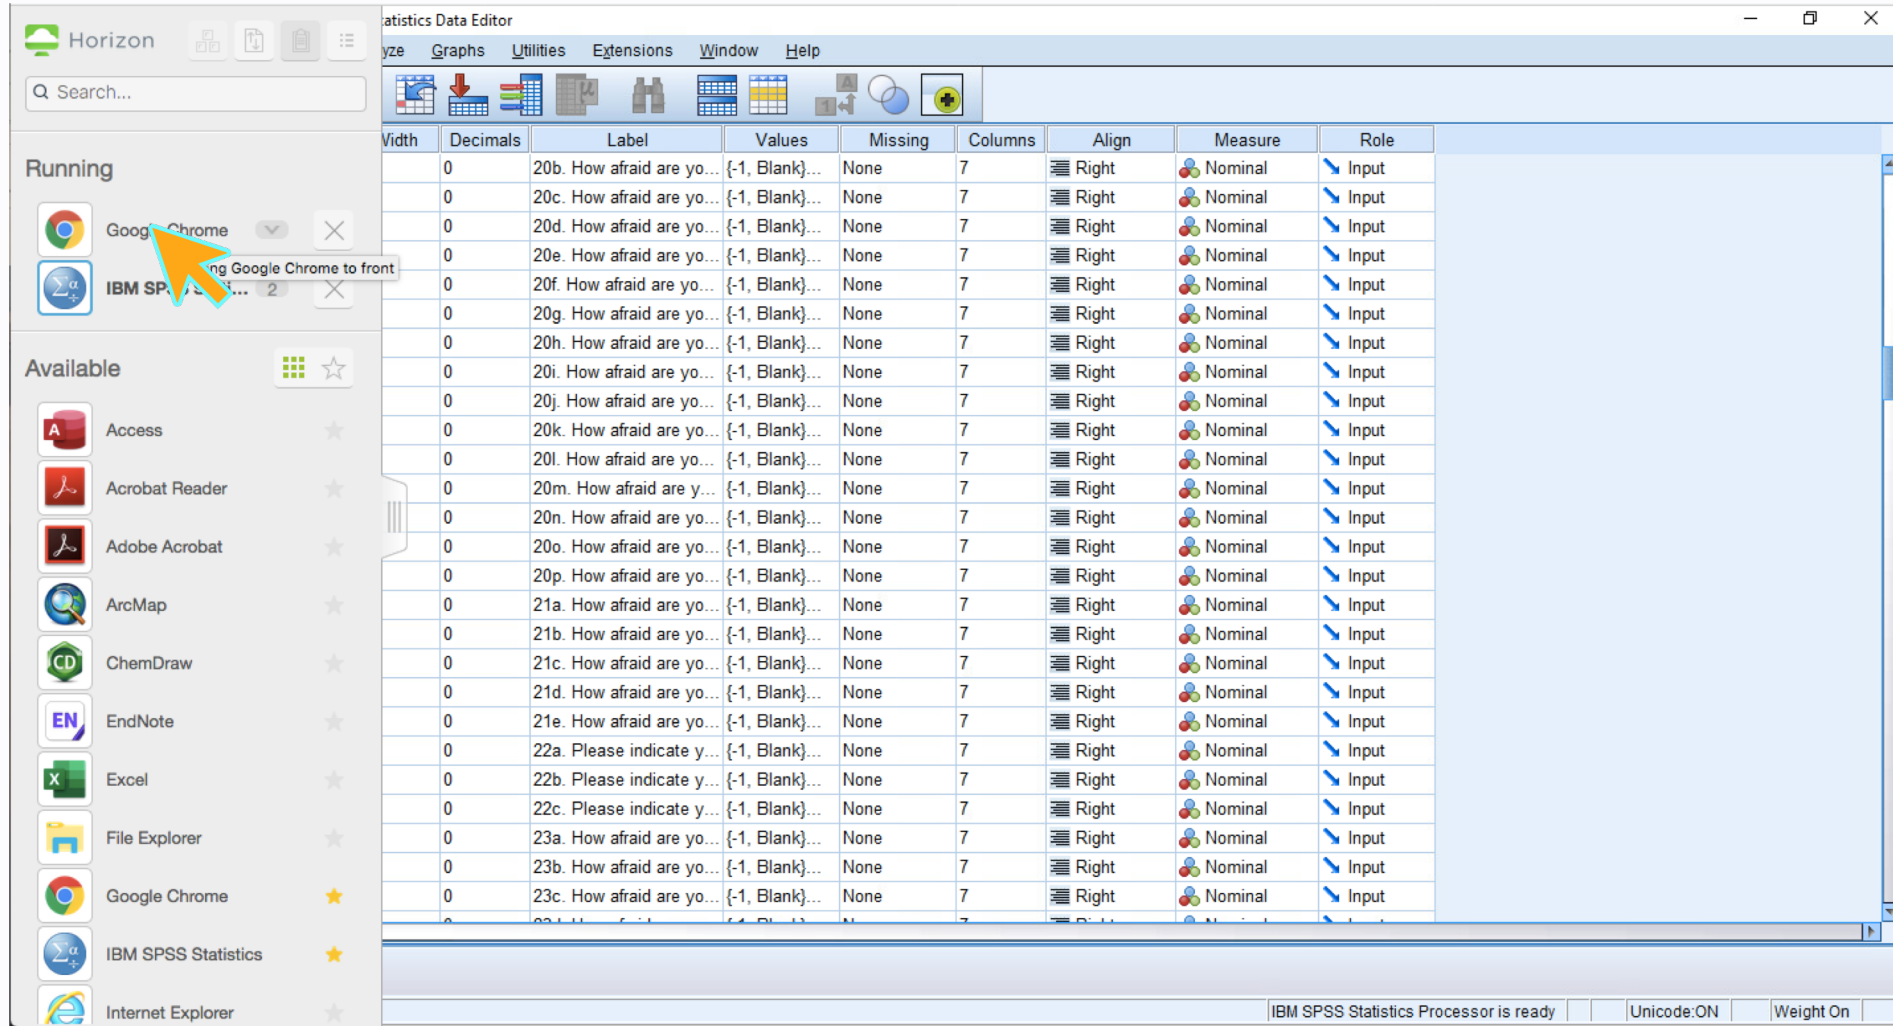 Horizon
Search...
Running
Google Chrome
Bring Google Chrome to front
IBM SPSS Stati... 2
Available
Access
Acrobat Reader
Adobe Acrobat
ArcMap
ChemDraw
EndNote
Excel
File Explorer
Google Chrome
IBM SPSS Statistics
Internet Explorer
Statistics Data Editor
Graphs Utilities Extensions Window Help
Width Decimals Label Values Missing Columns Align Measure Role
0 20b. How afraid are yo... {-1, Blank}... None 7 Right Nominal Input
0 20c. How afraid are yo... {-1, Blank}... None 7 Right Nominal Input
0 20d. How afraid are yo... {-1, Blank}... None 7 Right Nominal Input
0 20e. How afraid are yo... {-1, Blank}... None 7 Right Nominal Input
0 20f. How afraid are yo... {-1, Blank}... None 7 Right Nominal Input
0 20g. How afraid are yo... {-1, Blank}... None 7 Right Nominal Input
0 20h. How afraid are yo... {-1, Blank}... None 7 Right Nominal Input
0 20i. How afraid are yo... {-1, Blank}... None 7 Right Nominal Input
0 20j. How afraid are yo... {-1, Blank}... None 7 Right Nominal Input
0 20k. How afraid are yo... {-1, Blank}... None 7 Right Nominal Input
0 20l. How afraid are yo... {-1, Blank}... None 7 Right Nominal Input
0 20m. How afraid are y... {-1, Blank}... None 7 Right Nominal Input
0 20n. How afraid are yo... {-1, Blank}... None 7 Right Nominal Input
0 20o. How afraid are yo... {-1, Blank}... None 7 Right Nominal Input
0 20p. How afraid are yo... {-1, Blank}... None 7 Right Nominal Input
0 21a. How afraid are yo... {-1, Blank}... None 7 Right Nominal Input
0 21b. How afraid are yo... {-1, Blank}... None 7 Right Nominal Input
0 21c. How afraid are yo... {-1, Blank}... None 7 Right Nominal Input
0 21d. How afraid are yo... {-1, Blank}... None 7 Right Nominal Input
0 21e. How afraid are yo... {-1, Blank}... None 7 Right Nominal Input
0 22a. Please indicate y... {-1, Blank}... None 7 Right Nominal Input
0 22b. Please indicate y... {-1, Blank}... None 7 Right Nominal Input
0 22c. Please indicate y... {-1, Blank}... None 7 Right Nominal Input
0 23a. How afraid are yo... {-1, Blank}... None 7 Right Nominal Input
0 23b. How afraid are yo... {-1, Blank}... None 7 Right Nominal Input
0 23c. How afraid are yo... {-1, Blank}... None 7 Right Nominal Input
IBM SPSS Statistics Processor is ready Unicode:ON Weight On